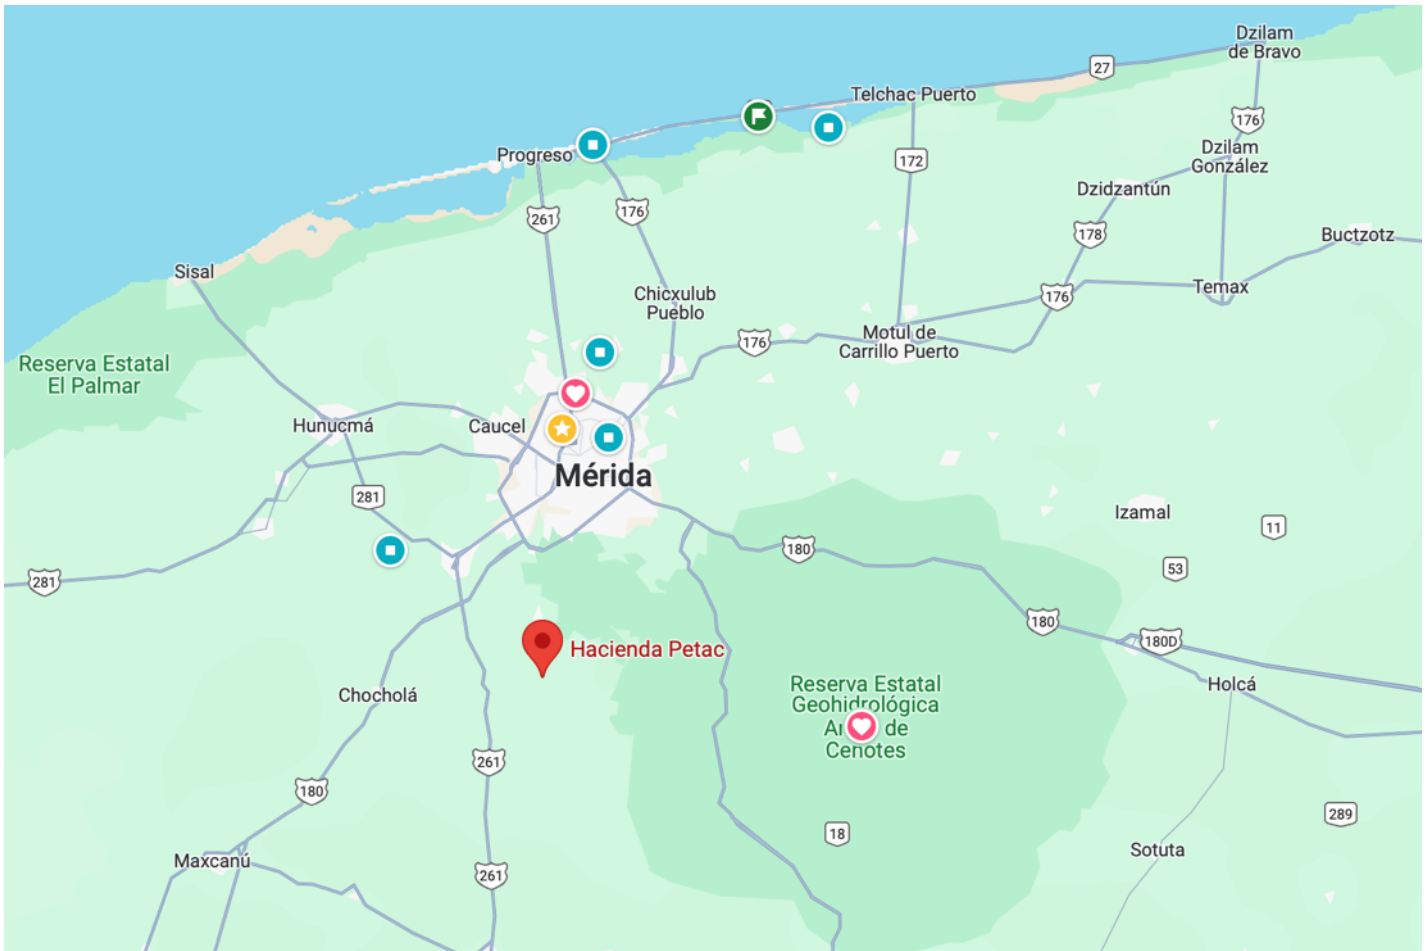 Dzilam
de Bravo
27
Telchac Puerto
176
Progreso
172
Dzilam
González
Dzidzantún
261
176
178
Buctzotz
Sisal
Chicxulub
Pueblo
Temax
176
176
Motul de
Carrillo Puerto
Reserva Estatal
El Palmar
Hunucmá
Caucel
Mérida
281
Izamal
11
180
53
281
180
180D
Hacienda Petac
Chocholá
Reserva Estatal
Geohidrológica
de
Cenotes
Holcá
261
180
18
289
Maxcanú
Sotuta
261